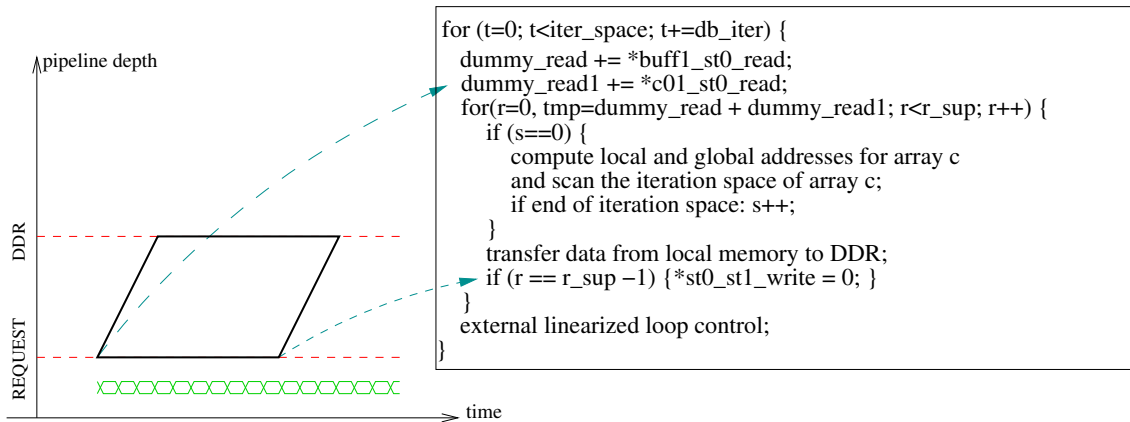 pipeline depth
DDR
REQUEST
time
for (t=0; t<iter_space; t+=db_iter) {
dummy_read += *buff1_st0_read;
dummy_read1 += *c01_st0_read;
for(r=0, tmp=dummy_read + dummy_read1; r<r_sup; r++) {
if (s==0) {
compute local and global addresses for array c
and scan the iteration space of array c;
if end of iteration space: s++;
}
transfer data from local memory to DDR;
if (r == r_sup −1) {*st0_st1_write = 0; }
}
external linearized loop control;
}